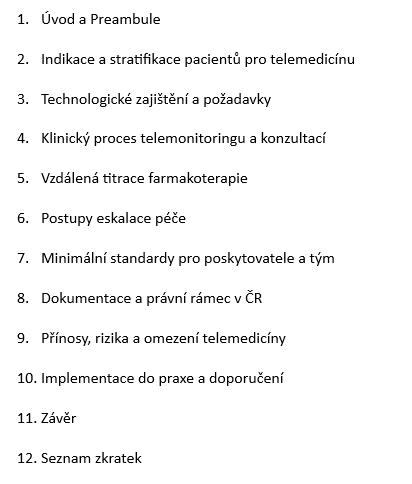 1. Úvod a Preambule
2. Indikace a stratifikace pacientů pro telemedicínu
3. Technologické zajištění a požadavky
4. Klinický proces telemonitoringu a konzultací
5. Vzdálená titrace farmakoterapie
6. Postupy eskalace péče
7. Minimální standardy pro poskytovatele a tým
8. Dokumentace a právní rámec v ČR
9. Přínosy, rizika a omezení telemedicíny
10. Implementace do praxe a doporučení
11. Závěr
12. Seznam zkratek